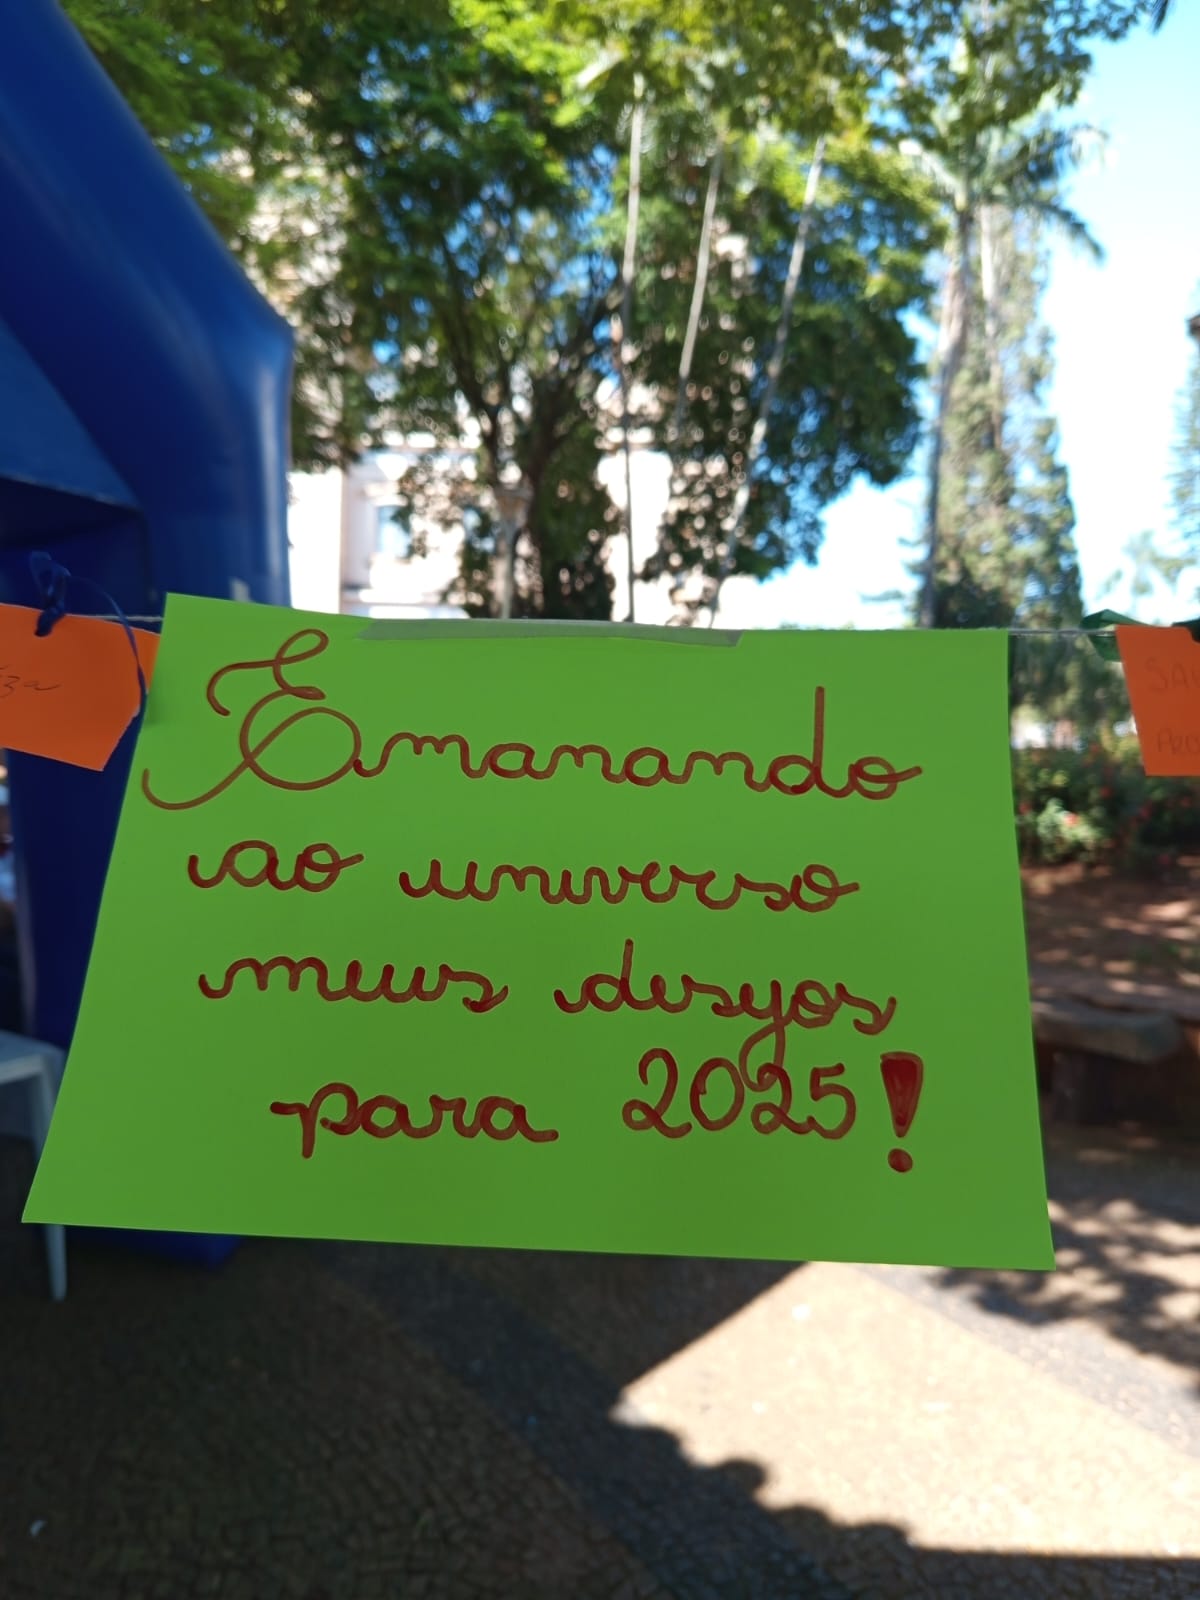 Emanando
ao universo
meus desejos
para 2025!